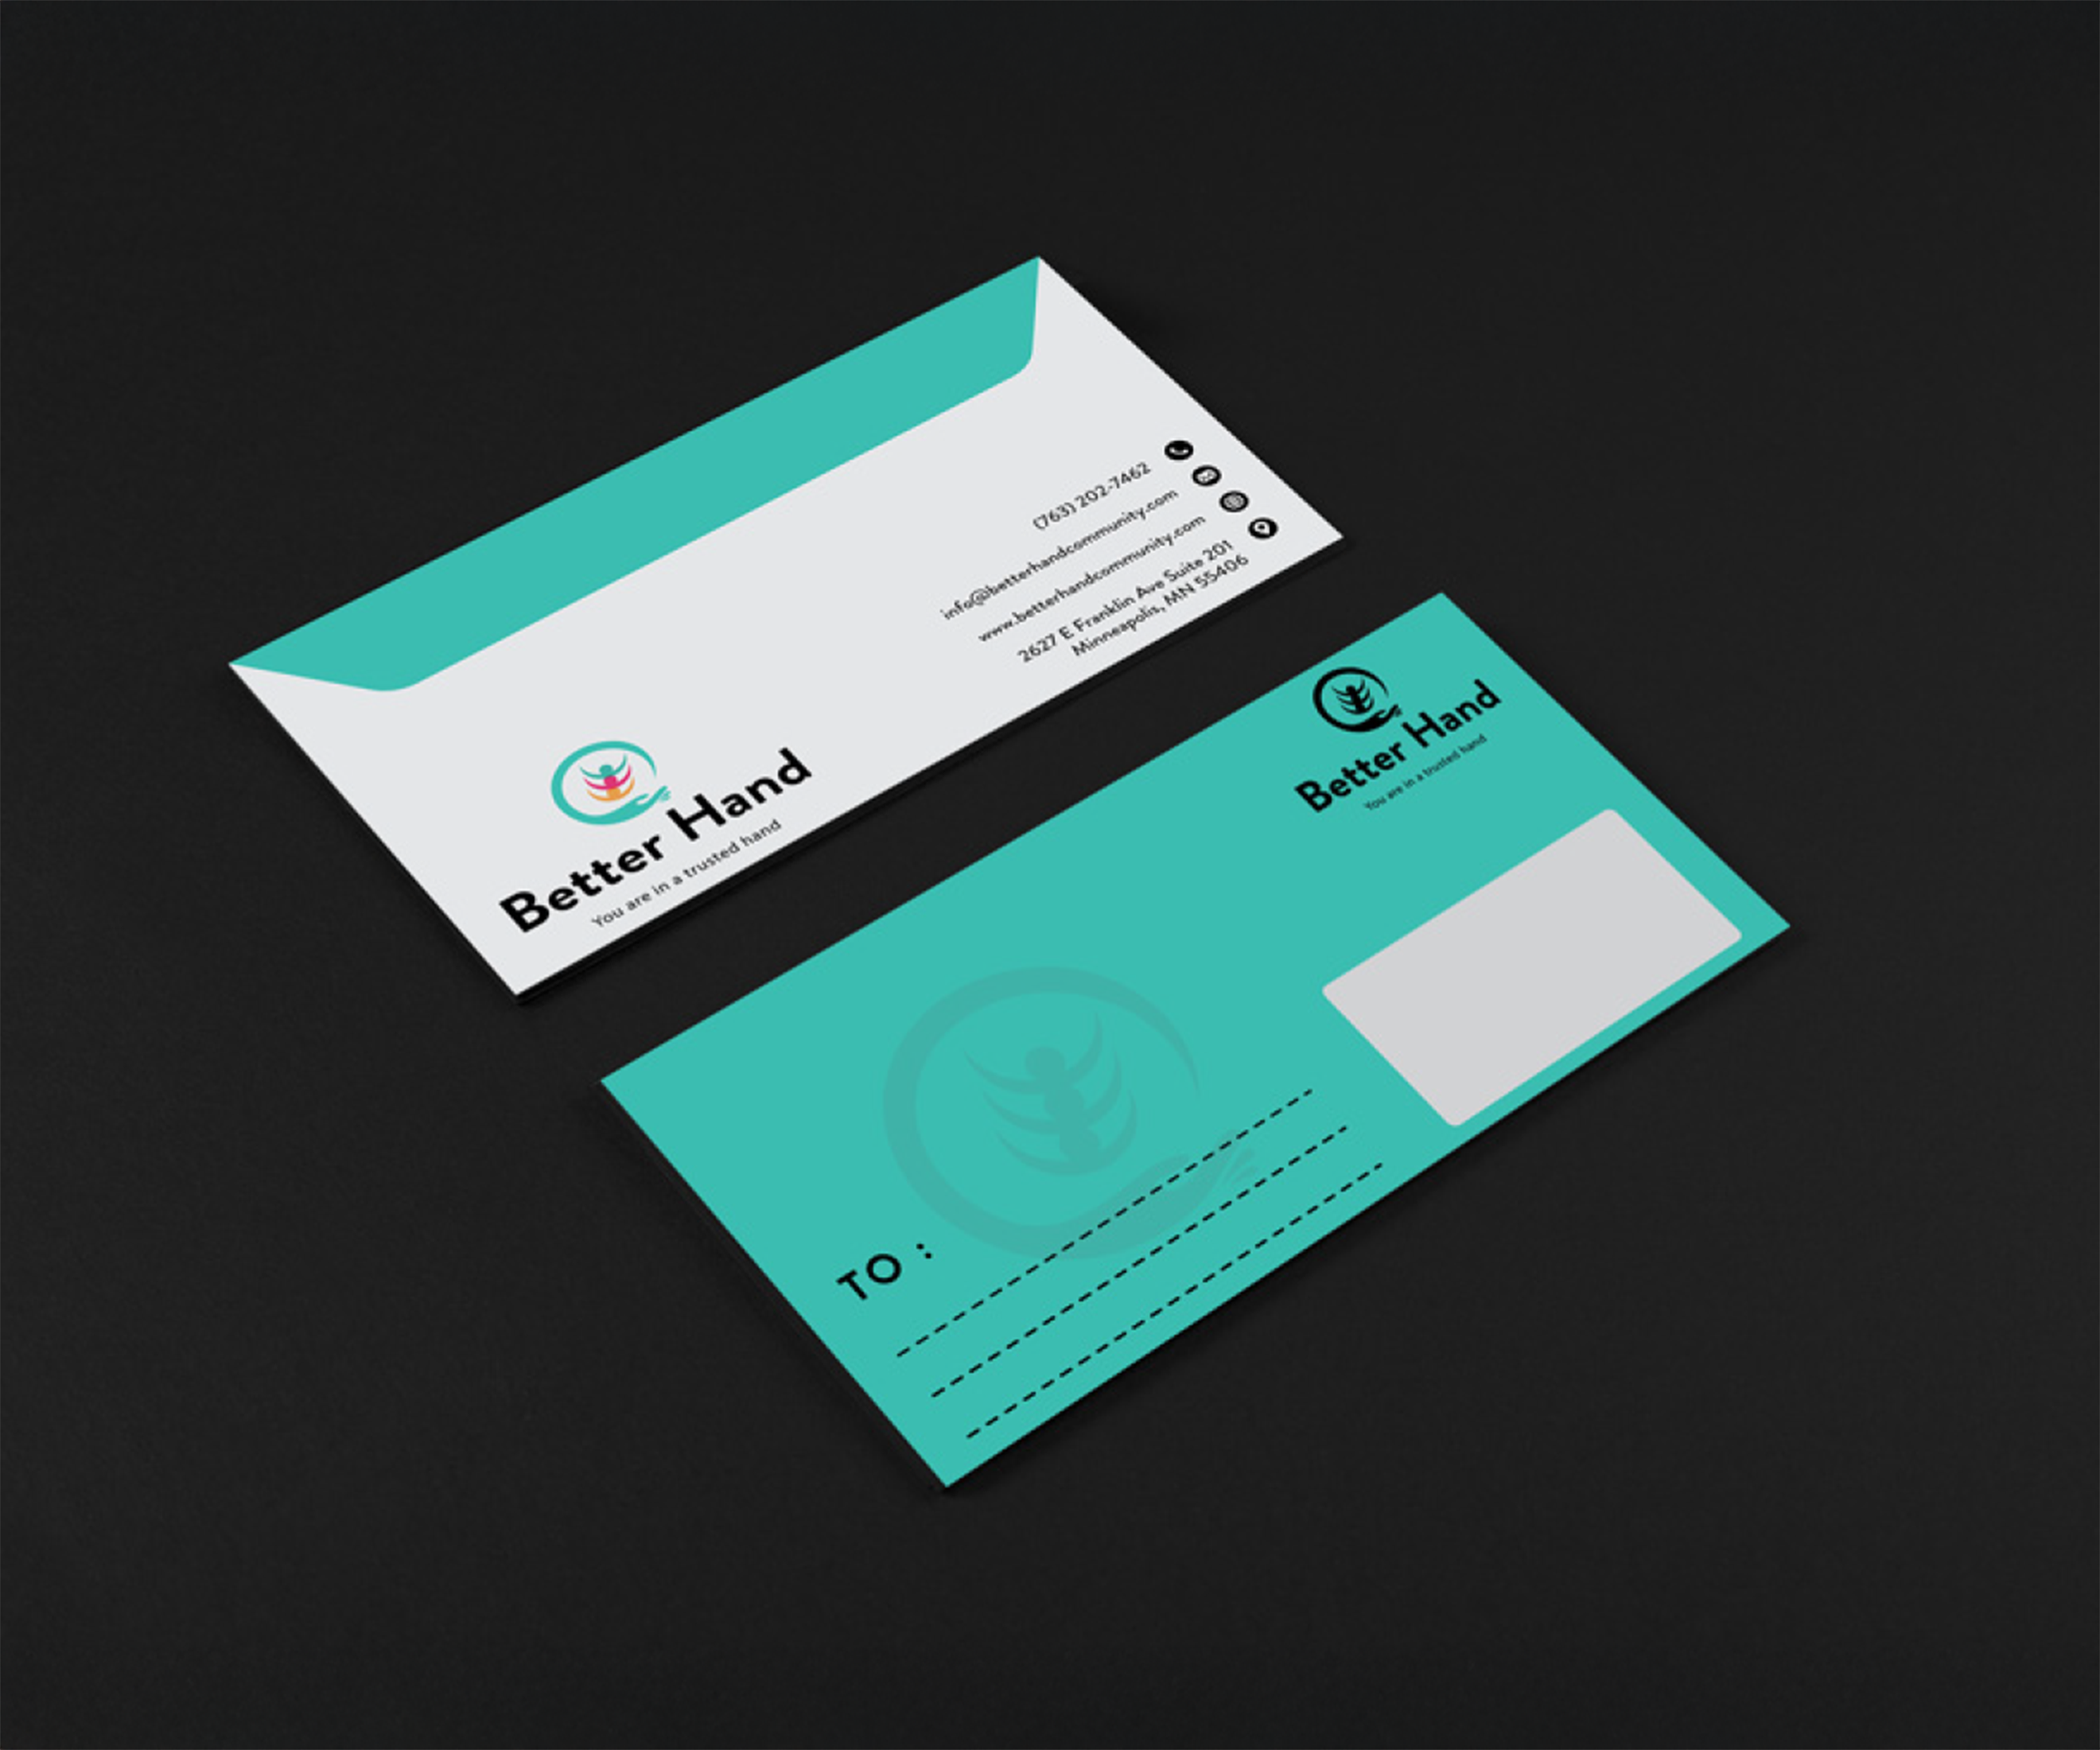 (763) 202-7462
info@betterhandcommunity.com
www.betterhandcommunity.com
2627 E Franklin Ave Suite 201
Minneapolis, MN 55406
Better Hand
You are in a trusted hand
Better Hand
You are in a trusted hand
TO :